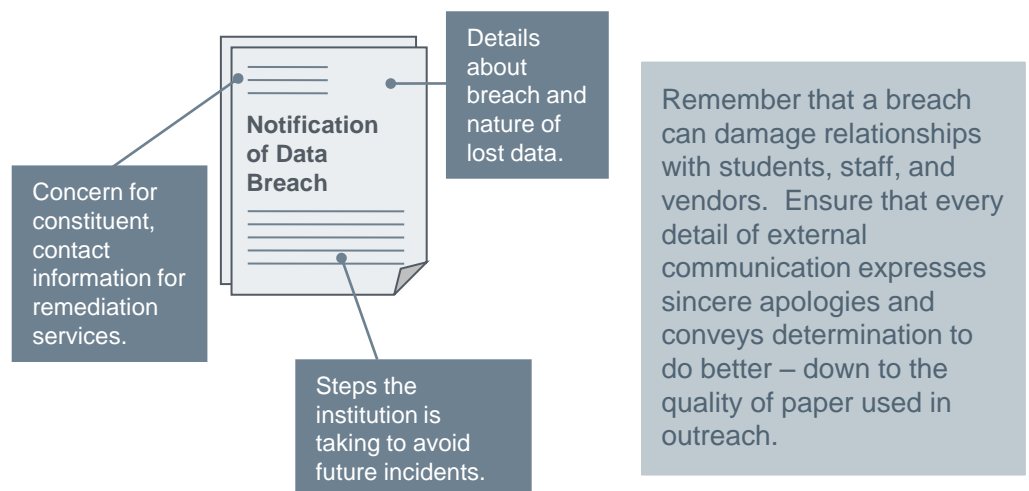 Details
about
breach and
nature of
lost data.
Notification
of Data
Breach
Concern for
constituent,
contact
information for
remediation
services.
Steps the
institution is
taking to avoid
future incidents.
Remember that a breach
can damage relationships
with students, staff, and
vendors.  Ensure that every
detail of external
communication expresses
sincere apologies and
conveys determination to
do better – down to the
quality of paper used in
outreach.